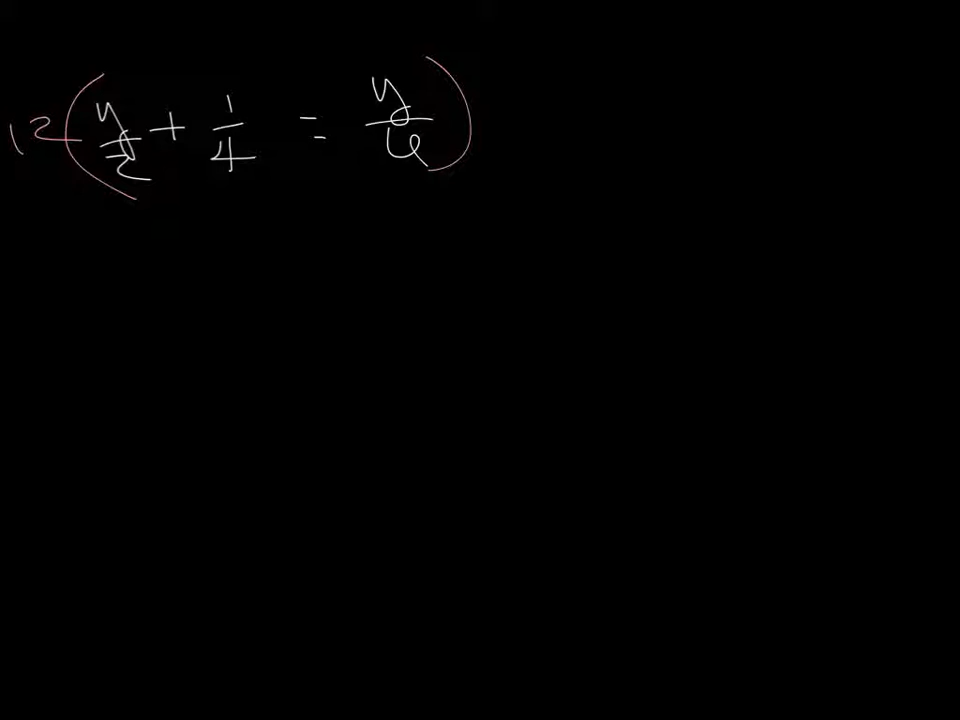 12(y/2 + 1/4 = y/6)